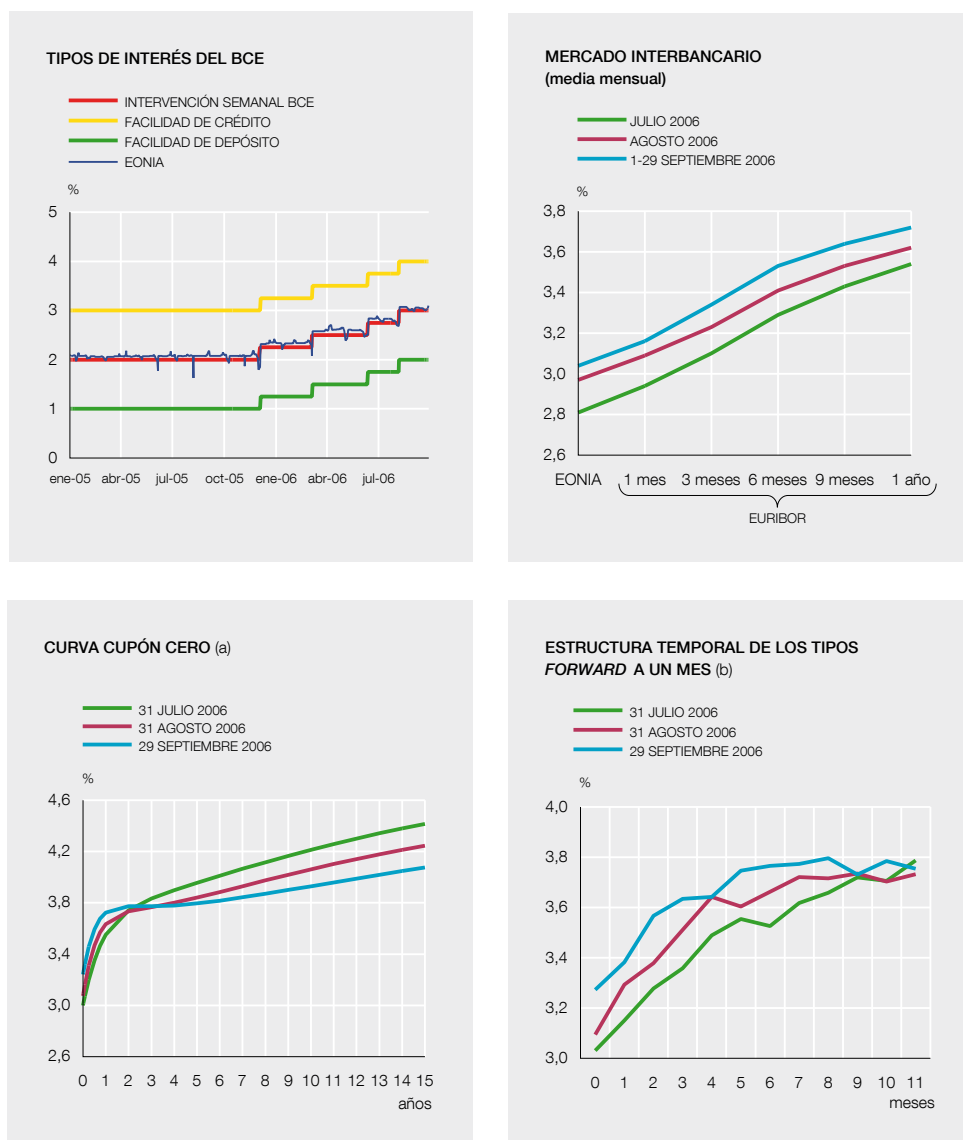 TIPOS DE INTERÉS DEL BCE
INTERVENCIÓN SEMANAL BCE
FACILIDAD DE CRÉDITO
FACILIDAD DE DEPÓSITO
EONIA
%
5
4
3
2
1
0
ene-05 abr-05 jul-05 oct-05 ene-06 abr-06 jul-06
MERCADO INTERBANCARIO
(media mensual)
JULIO 2006
AGOSTO 2006
1-29 SEPTIEMBRE 2006
%
3,8
3,6
3,4
3,2
3,0
2,8
2,6
EONIA 1 mes 3 meses 6 meses 9 meses 1 año
EURIBOR
CURVA CUPÓN CERO (a)
31 JULIO 2006
31 AGOSTO 2006
29 SEPTIEMBRE 2006
%
4,6
4,2
3,8
3,4
3,0
2,6
0 1 2 3 4 5 6 7 8 9 10 11 12 13 14 15
años
ESTRUCTURA TEMPORAL DE LOS TIPOS
FORWARD A UN MES (b)
31 JULIO 2006
31 AGOSTO 2006
29 SEPTIEMBRE 2006
%
4,0
3,8
3,6
3,4
3,2
3,0
0 1 2 3 4 5 6 7 8 9 10 11
meses